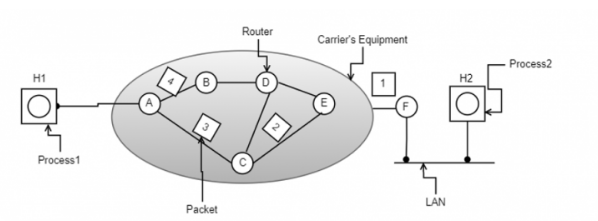 Router
Carrier's Equipment
H1
4
B
D
1
H2
Process2
A
E
F
3
2
Process1
C
Packet
LAN